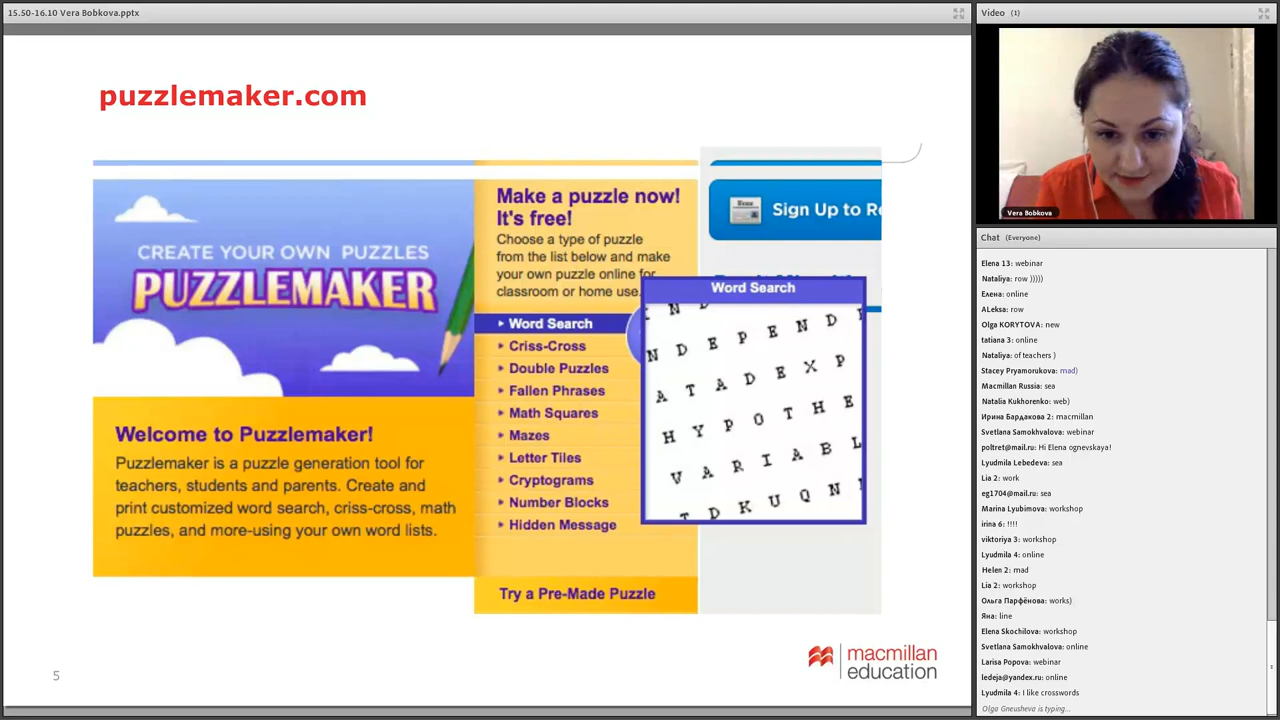 15.50-16.10 Vera Bobkova.pptx
puzzlemaker.com
CREATE YOUR OWN PUZZLES
PUZZLEMAKER
Welcome to Puzzlemaker!
Puzzlemaker is a puzzle generation tool for
teachers, students and parents. Create and
print customized word search, criss-cross, math
puzzles, and more-using your own word lists.
Make a puzzle now!
It's free!
Choose a type of puzzle
from the list below and make
your own puzzle online for
classroom or home use.
Word Search
Criss-Cross
Double Puzzles
Fallen Phrases
Math Squares
Mazes
Letter Tiles
Cryptograms
Number Blocks
Hidden Message
Try a Pre-Made Puzzle
Sign Up to Re
Word Search
N D
N D E P E N D
A T A D E X P
H Y P O T H E
V A R I A B L
T D K U Q N
macmillan
education
5
Video (1)
Vera Bobkova
Chat (Everyone)
Elena 13: webinar
Nataliya: row )))))
Елена: online
ALeksa: row
Olga KORYTOVA: new
tatiana 3: online
Nataliya: of teachers )
Stacey Pryamorukova: mad)
Macmillan Russia: sea
Natalia Kukhorenko: web)
Ирина Бардакова 2: macmillan
Svetlana Samokhvalova: webinar
poltret@mail.ru: Hi Elena ognevskaya!
Lyudmila Lebedeva: sea
Lia 2: work
eg1704@mail.ru: sea
Marina Lyubimova: workshop
irina 6: !!!!
viktoriya 3: workshop
Lyudmila 4: online
Helen 2: mad
Lia 2: workshop
Ольга Парфёнова: works)
Яна: line
Elena Skochilova: workshop
Svetlana Samokhvalova: online
Larisa Popova: webinar
ledeja@yandex.ru: online
Lyudmila 4: I like crosswords
Olga Gneusheva is typing...